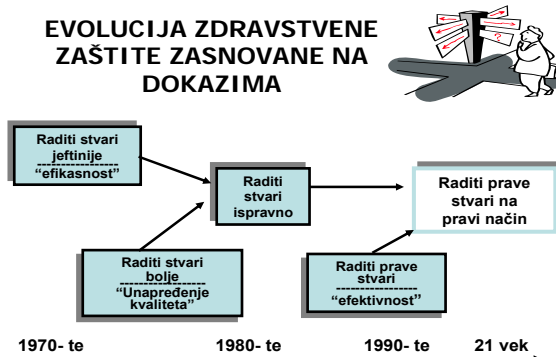 EVOLUCIJA ZDRAVSTVENE
ZAŠTITE ZASNOVANE NA
DOKAZIMA
?
Raditi stvari
jeftinije
-----------------
“efikasnost”
Raditi
stvari
ispravno
Raditi prave
stvari na
pravi način
Raditi stvari
bolje
-------------------
“Unapređenje
kvaliteta”
Raditi prave
stvari
------------------
“efektivnost”
1970- te 1980- te 1990- te 21 vek